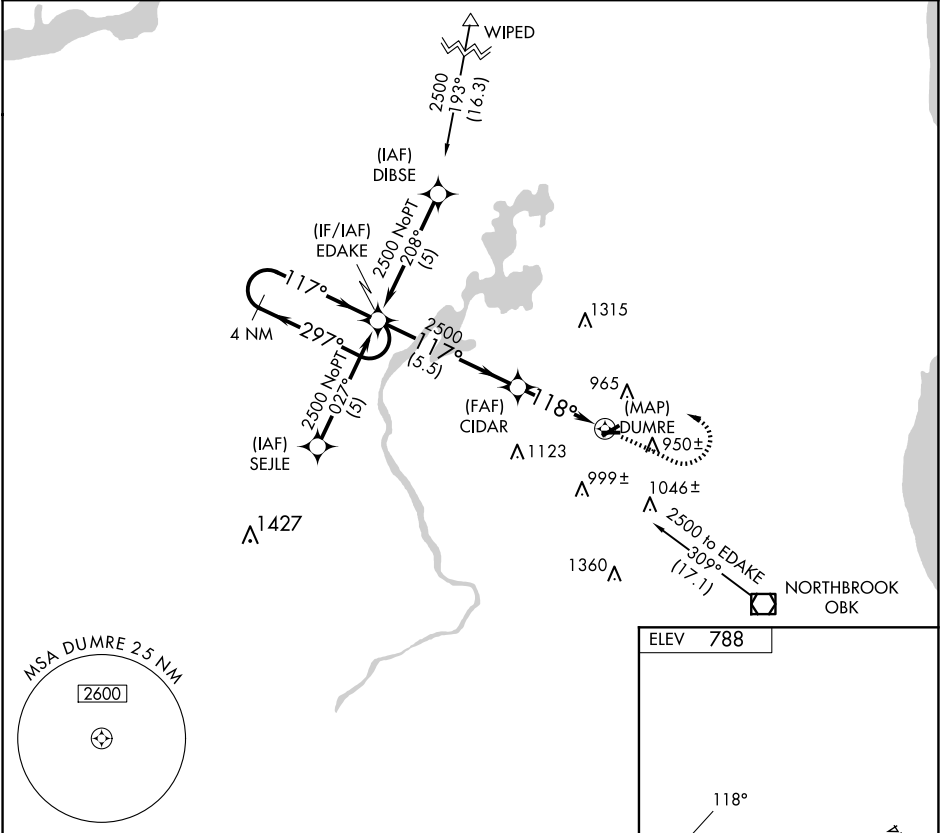 WIPED
2500
193°
(16.3)
(IAF)
DIBSE
2500 NoPT
208°
(5)
(IF/IAF)
EDAKE
117°
4 NM
297°
2500 NoPT
027°
(5)
(IAF)
SEJLE
2500
117°
(5.5)
(FAF)
CIDAR
118°
(MAP)
DUMRE
1315
965
950±
1123
999±
1046±
1427
1360
2500 to EDAKE
309°
(17.1)
NORTHBROOK
OBK
MSA DUMRE 25 NM
2600
ELEV 788
118°